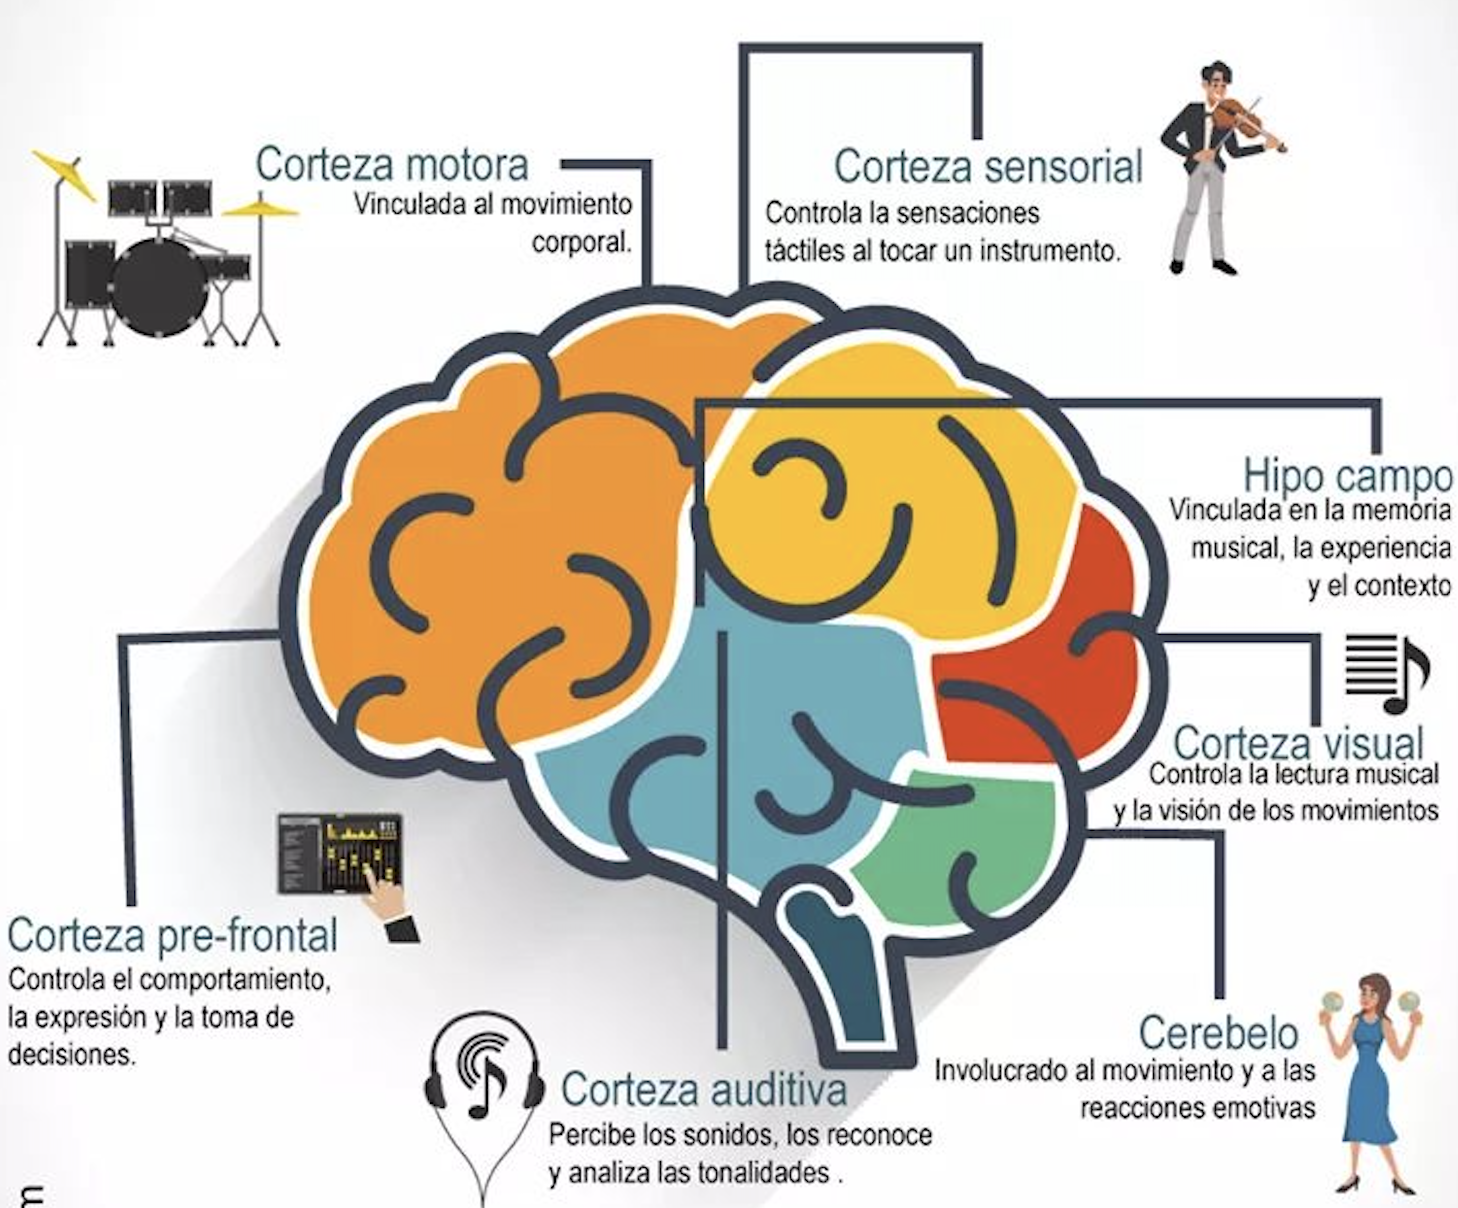 Corteza motora
Vinculada al movimiento
corporal.
Corteza sensorial
Controla la sensaciones
táctiles al tocar un instrumento.
Hipo campo
Vinculada en la memoria
musical, la experiencia
y el contexto
Corteza visual
Controla la lectura musical
y la visión de los movimientos
Corteza pre-frontal
Controla el comportamiento,
la expresión y la toma de
decisiones.
Corteza auditiva
Percibe los sonidos, los reconoce
y analiza las tonalidades .
Cerebelo
Involucrado al movimiento y a las
reacciones emotivas
m